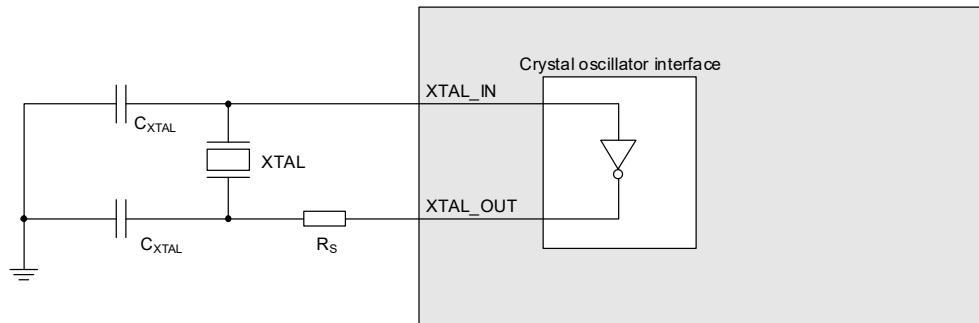 Crystal oscillator interface
XTAL_IN
C_XTAL
XTAL
XTAL_OUT
C_XTAL
R_S